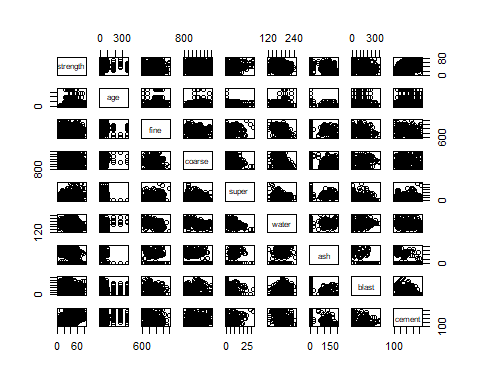 0 300 800 120 240 0 300
strength 0 80
0 age
fine 600
800 coarse
super 0
120 water
ash 0
0 blast
cement 100
0 60 600 0 25 0 150 100